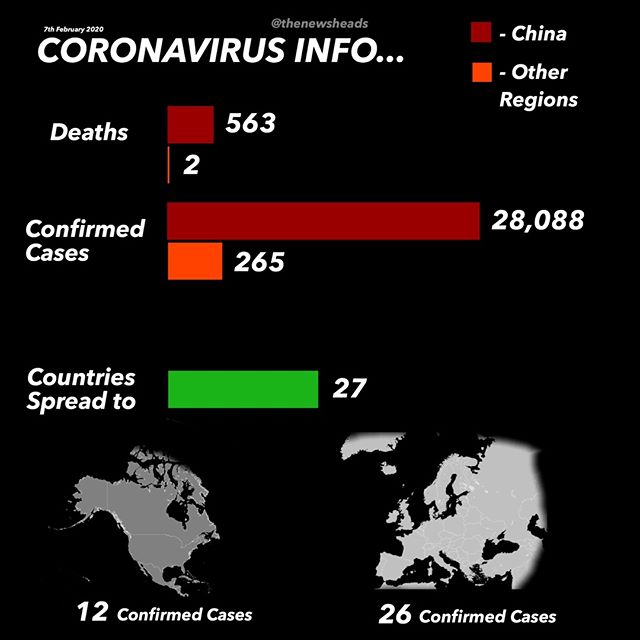 @thenewsheads
7th February 2020
CORONAVIRUS INFO...
- China
- Other
Regions
Deaths
563
2
Confirmed
Cases
28,088
265
Countries
Spread to
27
12 Confirmed Cases
26 Confirmed Cases